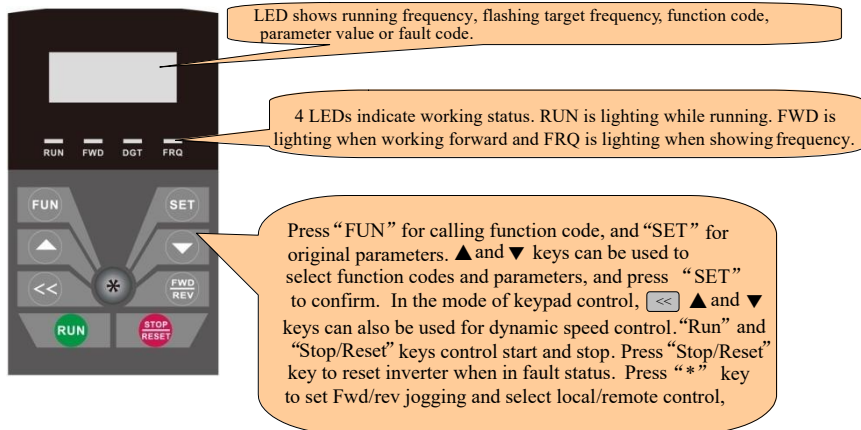 LED shows running frequency, flashing target frequency, function code,
parameter value or fault code.
4 LEDs indicate working status. RUN is lighting while running. FWD is
lighting when working forward and FRQ is lighting when showing frequency.
RUN FWD DGT FRQ
FUN SET
▲ ▼
<< * FWD
REV
RUN STOP
RESET
Press “FUN” for calling function code, and “SET” for
original parameters. ▲ and ▼ keys can be used to
select function codes and parameters, and press “SET”
to confirm. In the mode of keypad control, << ▲ and ▼
keys can also be used for dynamic speed control. “Run” and
“Stop/Reset” keys control start and stop. Press “Stop/Reset”
key to reset inverter when in fault status. Press “*” key
to set Fwd/rev jogging and select local/remote control,